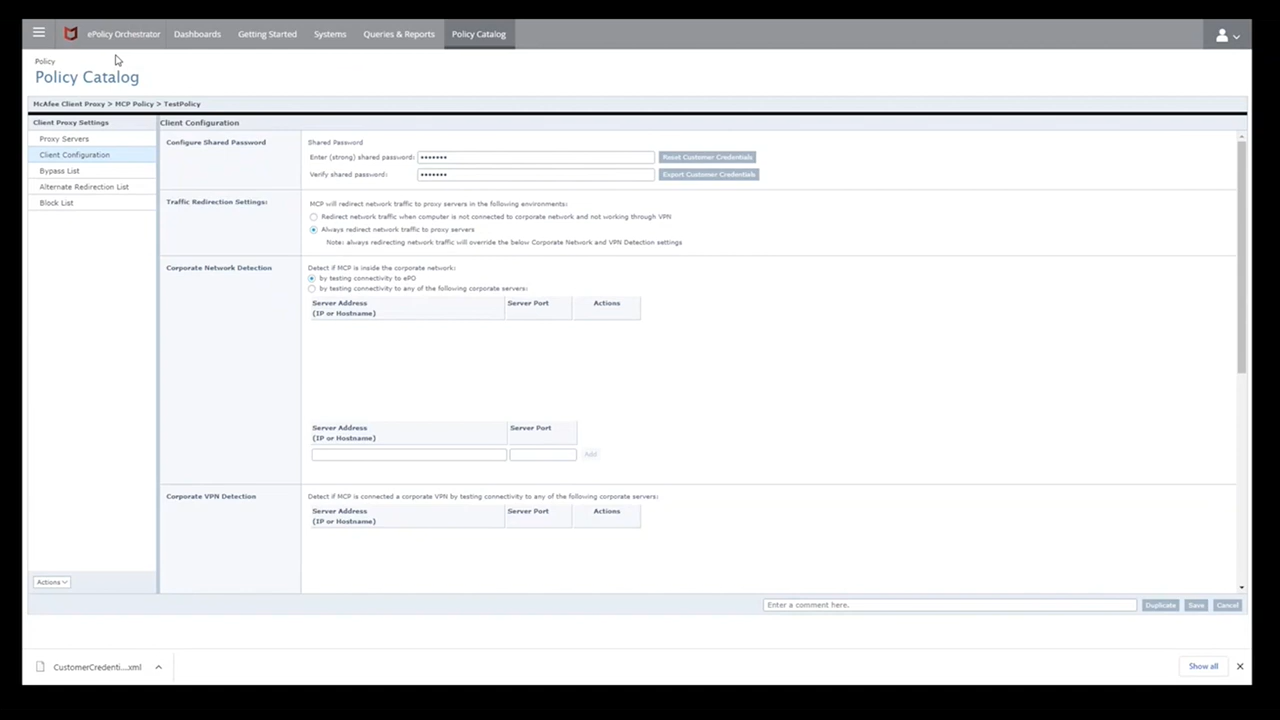 ePolicy Orchestrator Dashboards Getting Started Systems Queries & Reports Policy Catalog
Policy
Policy Catalog
McAfee Client Proxy > MCP Policy > TestPolicy
Client Proxy Settings
Proxy Servers
Client Configuration
Bypass List
Alternate Redirection List
Block List
Actions
Client Configuration
Configure Shared Password
Shared Password
Enter (strong) shared password: ••••••• Reset Customer Credentials
Verify shared password: ••••••• Export Customer Credentials
Traffic Redirection Settings:
MCP will redirect network traffic to proxy servers in the following environments:
Redirect network traffic when computer is not connected to corporate network and not working through VPN
Always redirect network traffic to proxy servers
Note: always redirecting network traffic will override the below Corporate Network and VPN Detection settings
Corporate Network Detection
Detect if MCP is inside the corporate network:
by testing connectivity to ePO
by testing connectivity to any of the following corporate servers:
Server Address Server Port Actions
(IP or Hostname)
Server Address Server Port
(IP or Hostname)
Add
Corporate VPN Detection
Detect if MCP is connected a corporate VPN by testing connectivity to any of the following corporate servers:
Server Address Server Port Actions
(IP or Hostname)
Enter a comment here. Duplicate Save Cancel
CustomerCredenti....xml Show all